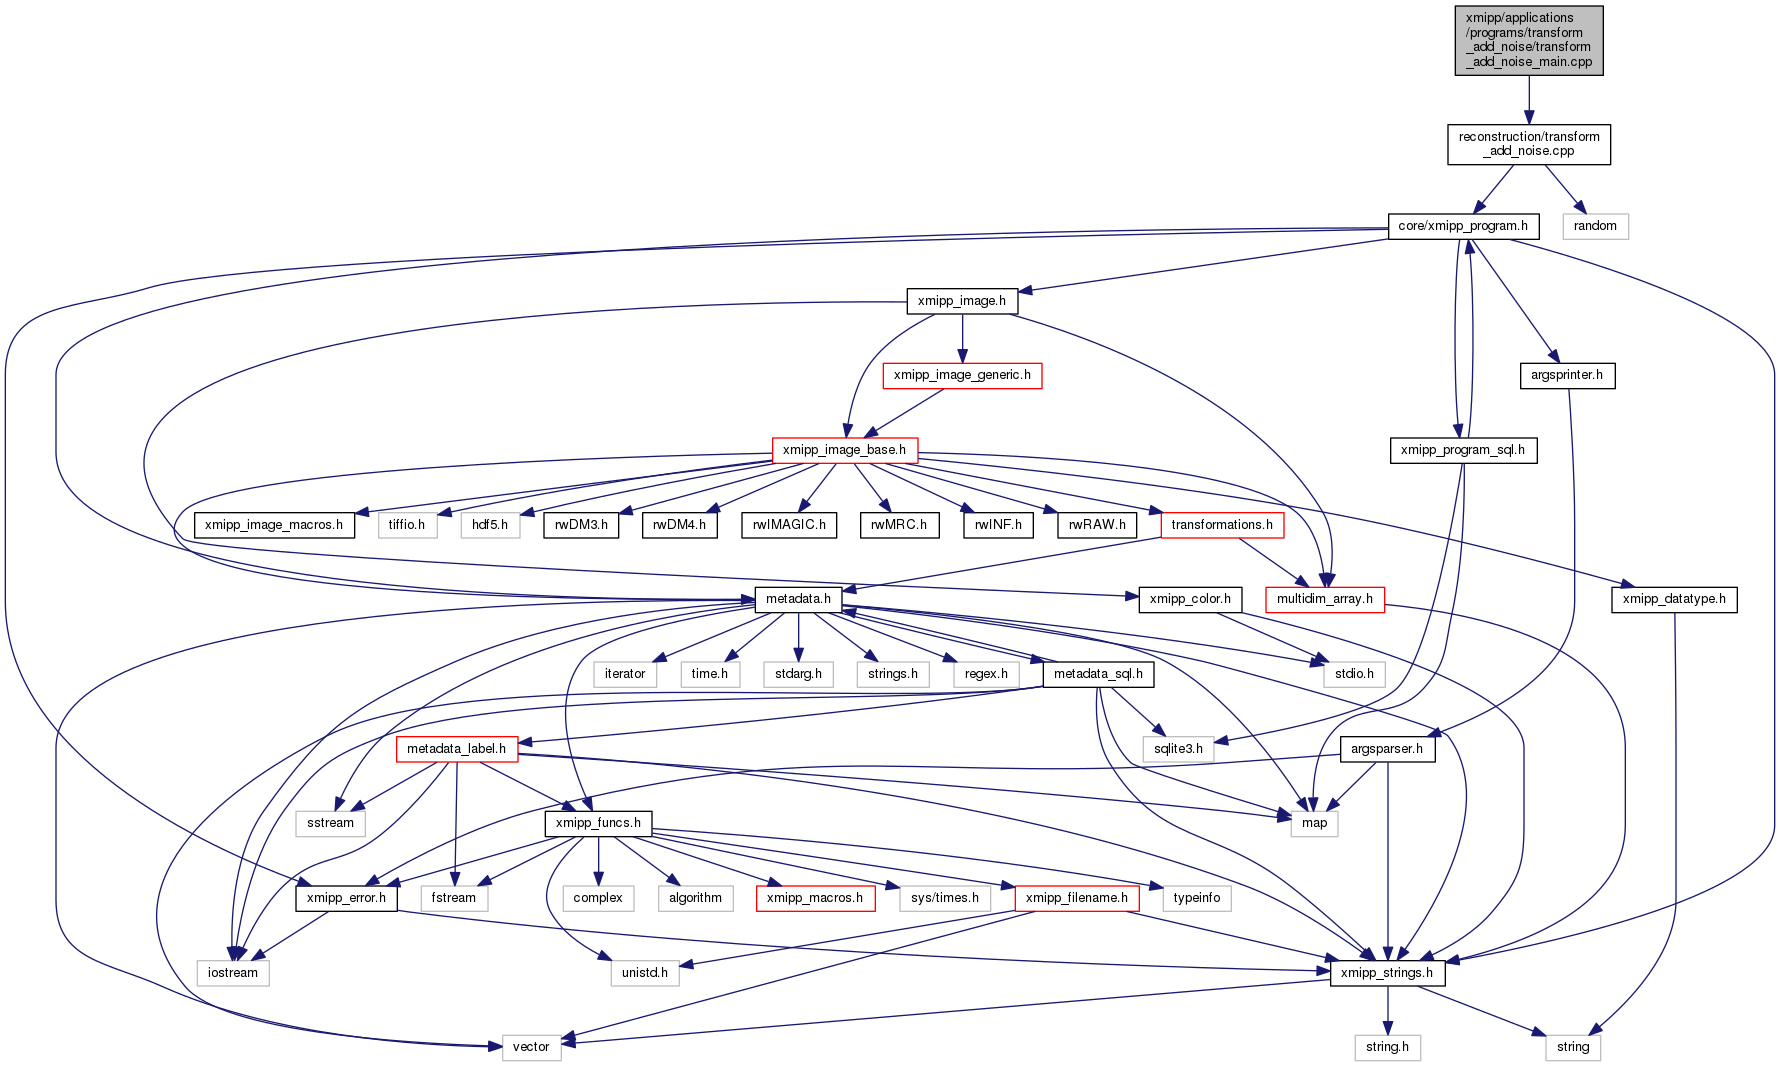 xmipp/applications
/programs/transform
_add_noise/transform
_add_noise_main.cpp
reconstruction/transform
_add_noise.cpp
core/xmipp_program.h
random
xmipp_image.h
xmipp_image_generic.h
argsprinter.h
xmipp_image_base.h
xmipp_program_sql.h
xmipp_image_macros.h
tiffio.h
hdf5.h
rwDM3.h
rwDM4.h
rwIMAGIC.h
rwMRC.h
rwINF.h
rwRAW.h
transformations.h
metadata.h
xmipp_color.h
multidim_array.h
xmipp_datatype.h
iterator
time.h
stdarg.h
strings.h
regex.h
metadata_sql.h
stdio.h
metadata_label.h
sqlite3.h
argsparser.h
sstream
xmipp_funcs.h
map
xmipp_error.h
fstream
complex
algorithm
xmipp_macros.h
sys/times.h
xmipp_filename.h
typeinfo
iostream
unistd.h
xmipp_strings.h
vector
string.h
string